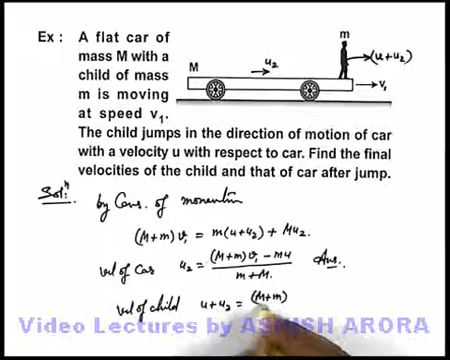 Ex : A flat car of
mass M with a
child of mass
m is moving
at speed v₁.
M
u₂
m
(u+u₂)
v₁
The child jumps in the direction of motion of car
with a velocity u with respect to car. Find the final
velocities of the child and that of car after jump.
Solⁿ:
by Cons. of momentum
(M+m) v₁ = m(u+u₂) + Mu₂.
vel of Car u₂ = (M+m)v₁ - mu / m+M. Ans.
vel of child u+u₂ = (M+m)
Video Lectures by ASHISH ARORA